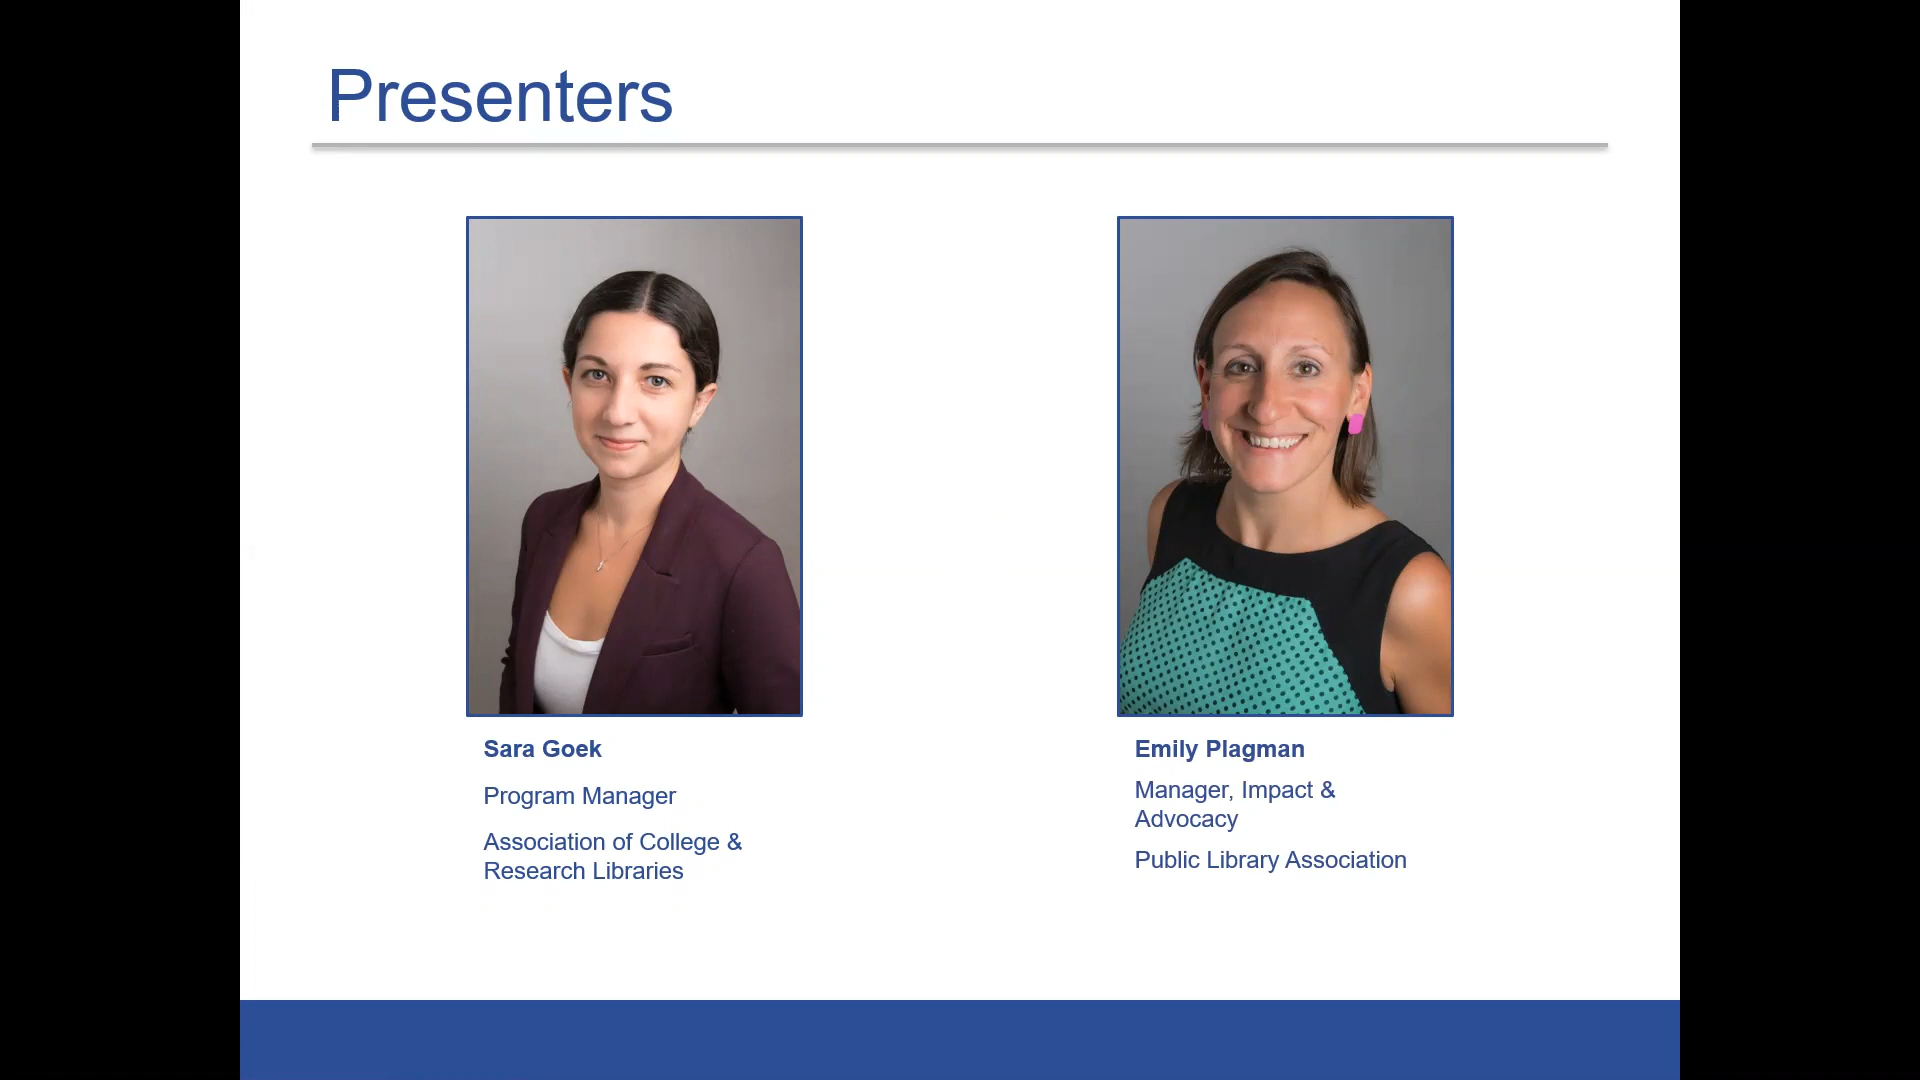 Presenters
Sara Goek
Program Manager
Association of College &
Research Libraries
Emily Plagman
Manager, Impact &
Advocacy
Public Library Association